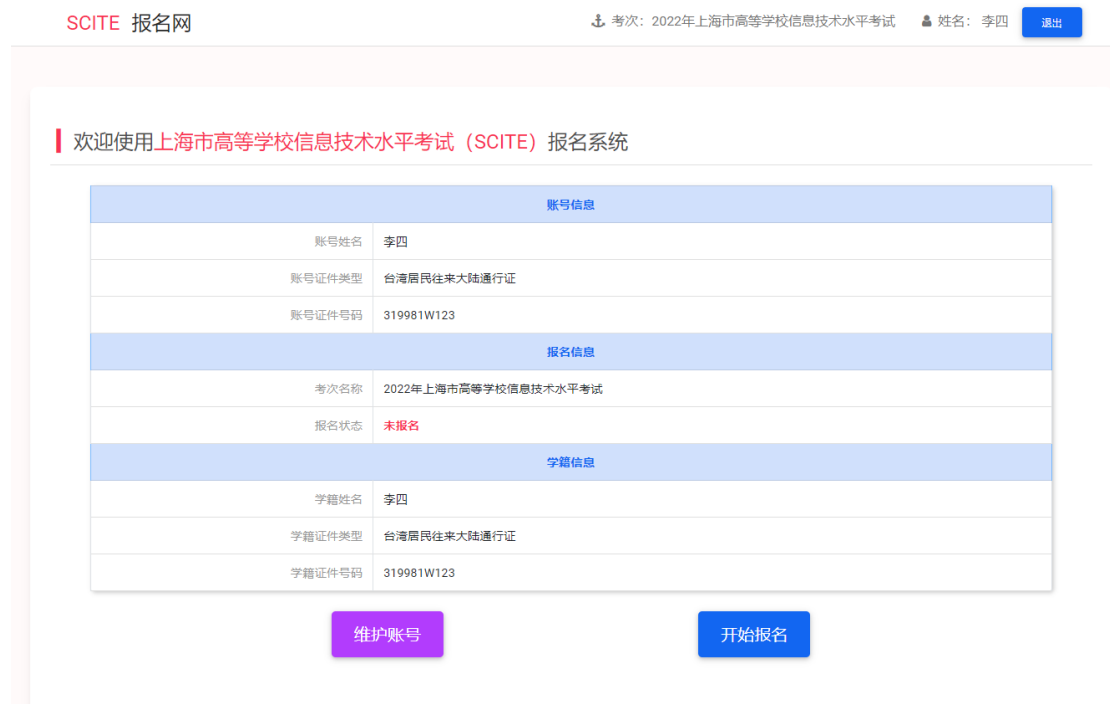 SCITE 报名网 考次：2022年上海市高等学校信息技术水平考试 姓名： 李四 退出
欢迎使用上海市高等学校信息技术水平考试（SCITE）报名系统
账号信息
账号姓名 李四
账号证件类型 台湾居民往来大陆通行证
账号证件号码 319981W123
报名信息
考次名称 2022年上海市高等学校信息技术水平考试
报名状态 未报名
学籍信息
学籍姓名 李四
学籍证件类型 台湾居民往来大陆通行证
学籍证件号码 319981W123
维护账号 开始报名